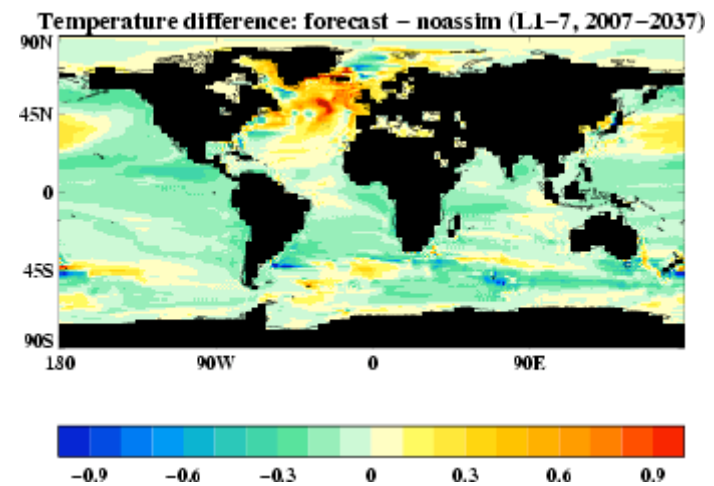 Temperature difference: forecast − noassim (L1−7, 2007−2037)
90N
45N
0
45S
90S
180 90W 0 90E
−0.9 −0.6 −0.3 0 0.3 0.6 0.9